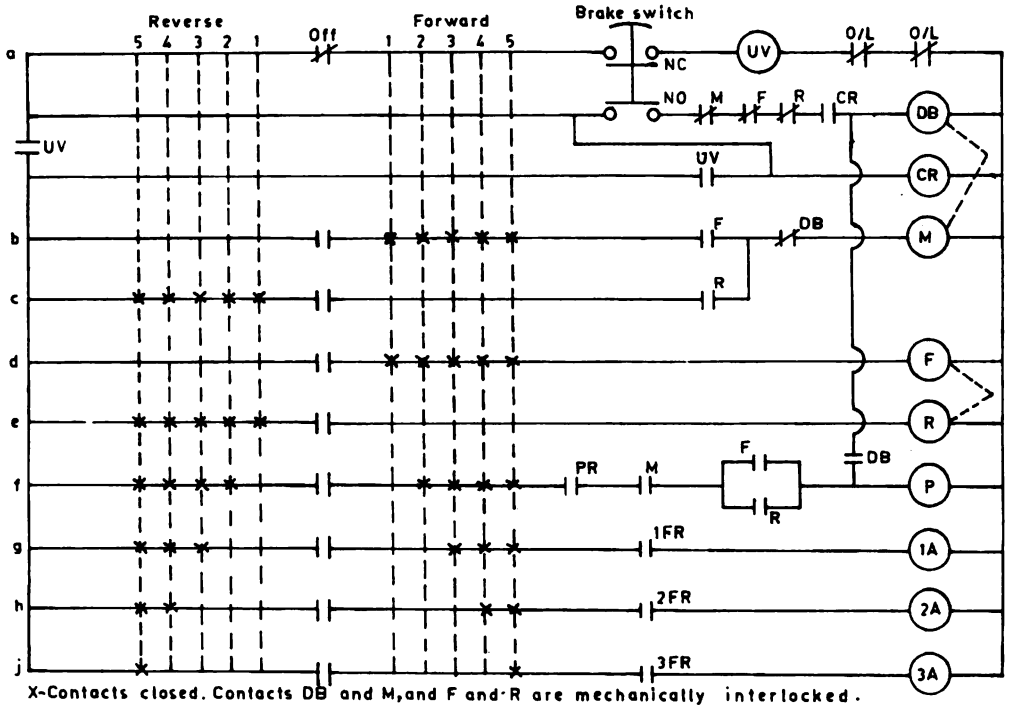 Brake switch
Reverse Forward
5 4 3 2 1 Off 1 2 3 4 5 O/L O/L
a UV
NC
NO M F R CR DB
UV
UV CR
b F DB M
c R
d F
e R
F DB
f PR M P
R
g 1FR 1A
h 2FR 2A
j 3FR 3A
X-Contacts closed. Contacts DB and M, and F and R are mechanically interlocked.